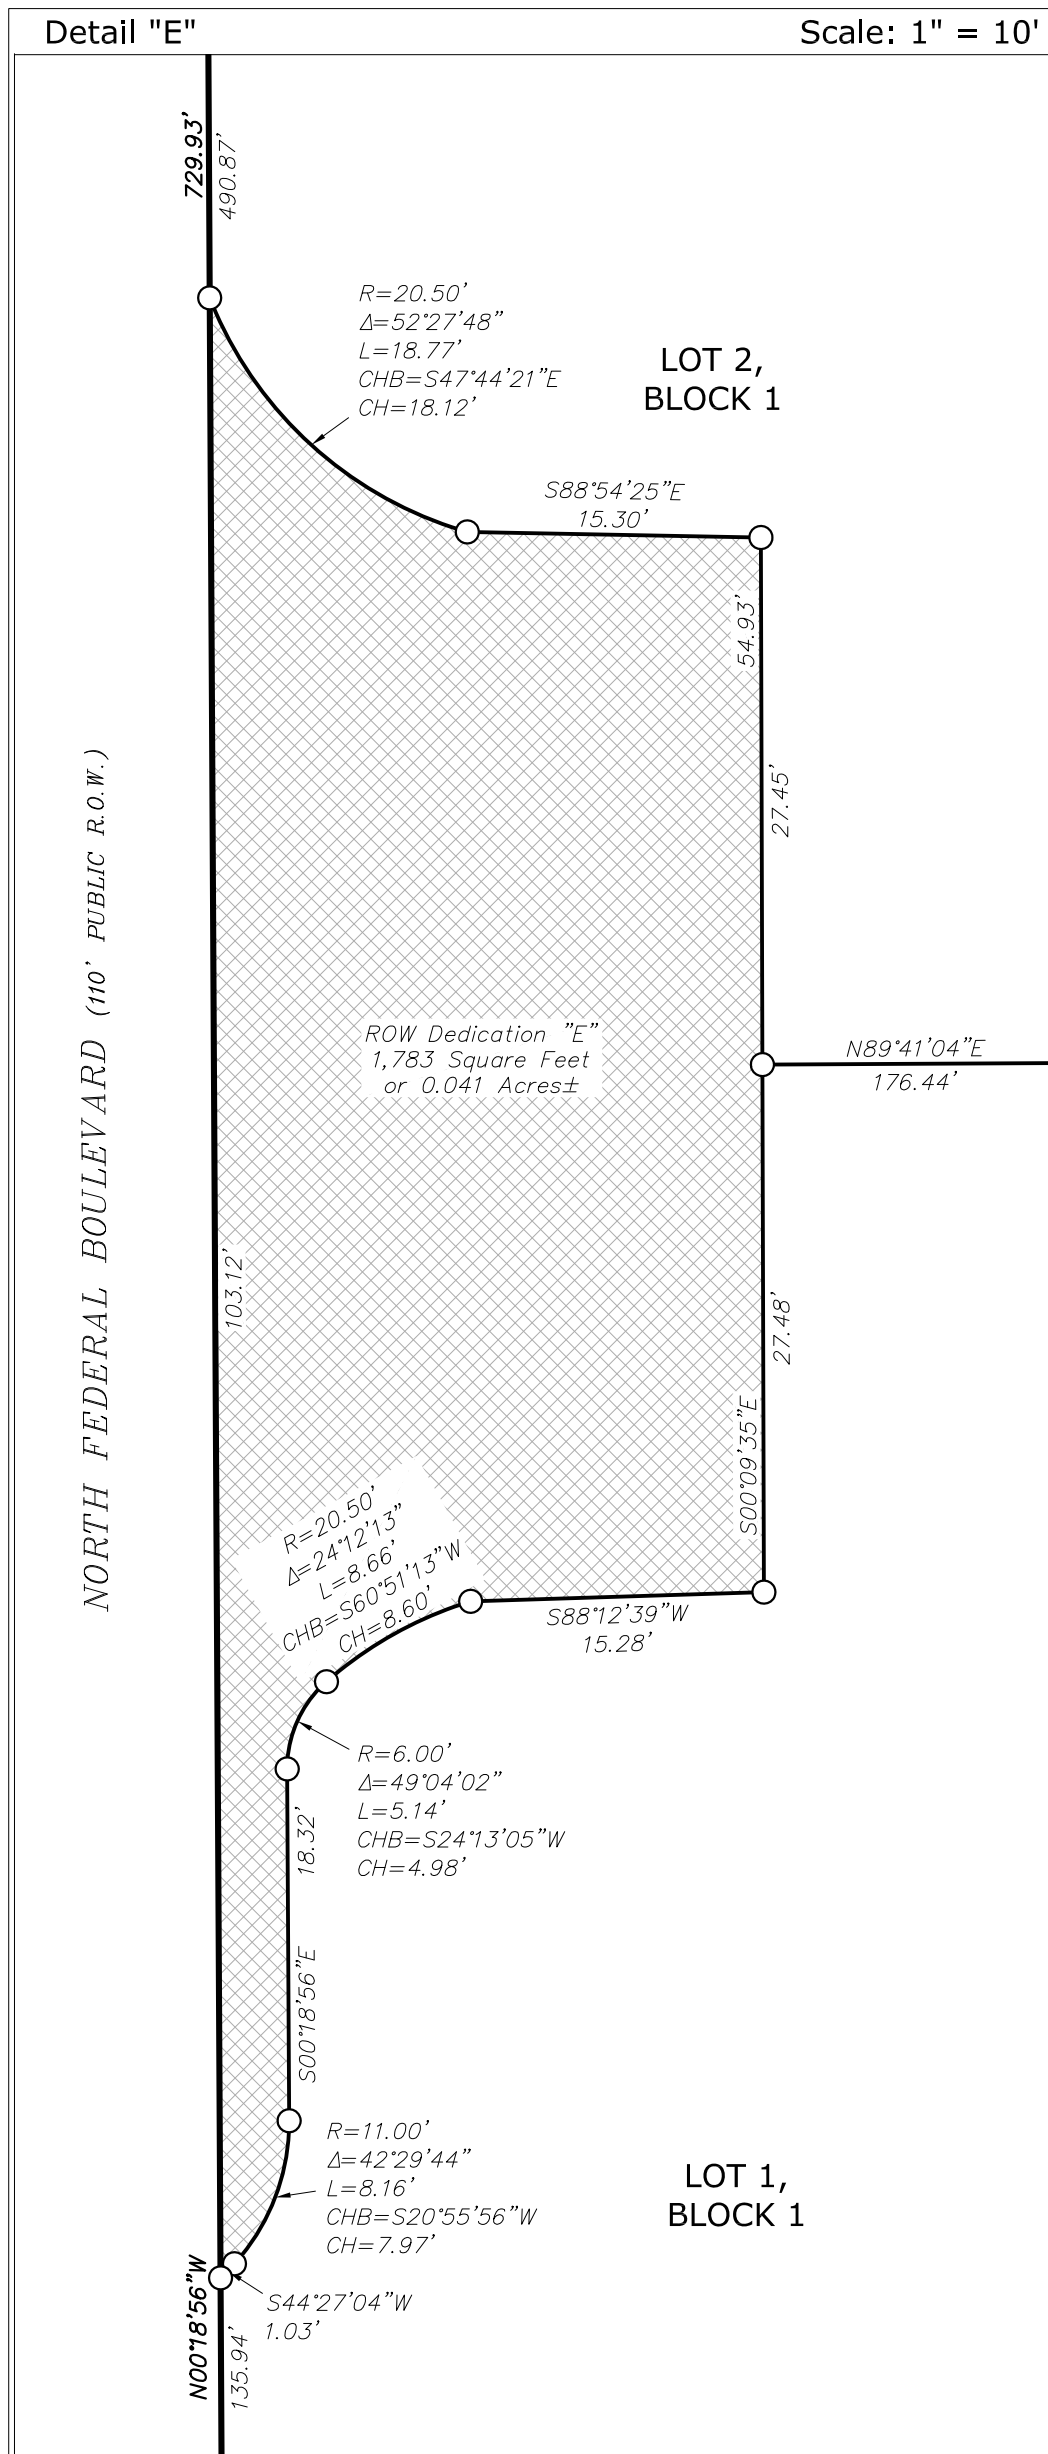 Detail "E"
Scale: 1" = 10'
729.93'
490.87'
R=20.50'
Δ=52°27'48"
L=18.77'
CHB=S47°44'21"E
CH=18.12'
LOT 2,
BLOCK 1
S88°54'25"E
15.30'
54.93'
27.45'
NORTH FEDERAL BOULEVARD (110' PUBLIC R.O.W.)
ROW Dedication "E"
1,783 Square Feet
or 0.041 Acres±
N89°41'04"E
176.44'
103.12'
27.48'
S00°09'35"E
R=20.50'
Δ=24°12'13"
L=8.66'
CHB=S60°51'13"W
CH=8.60'
S88°12'39"W
15.28'
R=6.00'
Δ=49°04'02"
L=5.14'
CHB=S24°13'05"W
CH=4.98'
18.32'
S00°18'56"E
R=11.00'
Δ=42°29'44"
L=8.16'
CHB=S20°55'56"W
CH=7.97'
LOT 1,
BLOCK 1
S44°27'04"W
1.03'
N00°18'56"W
135.94'